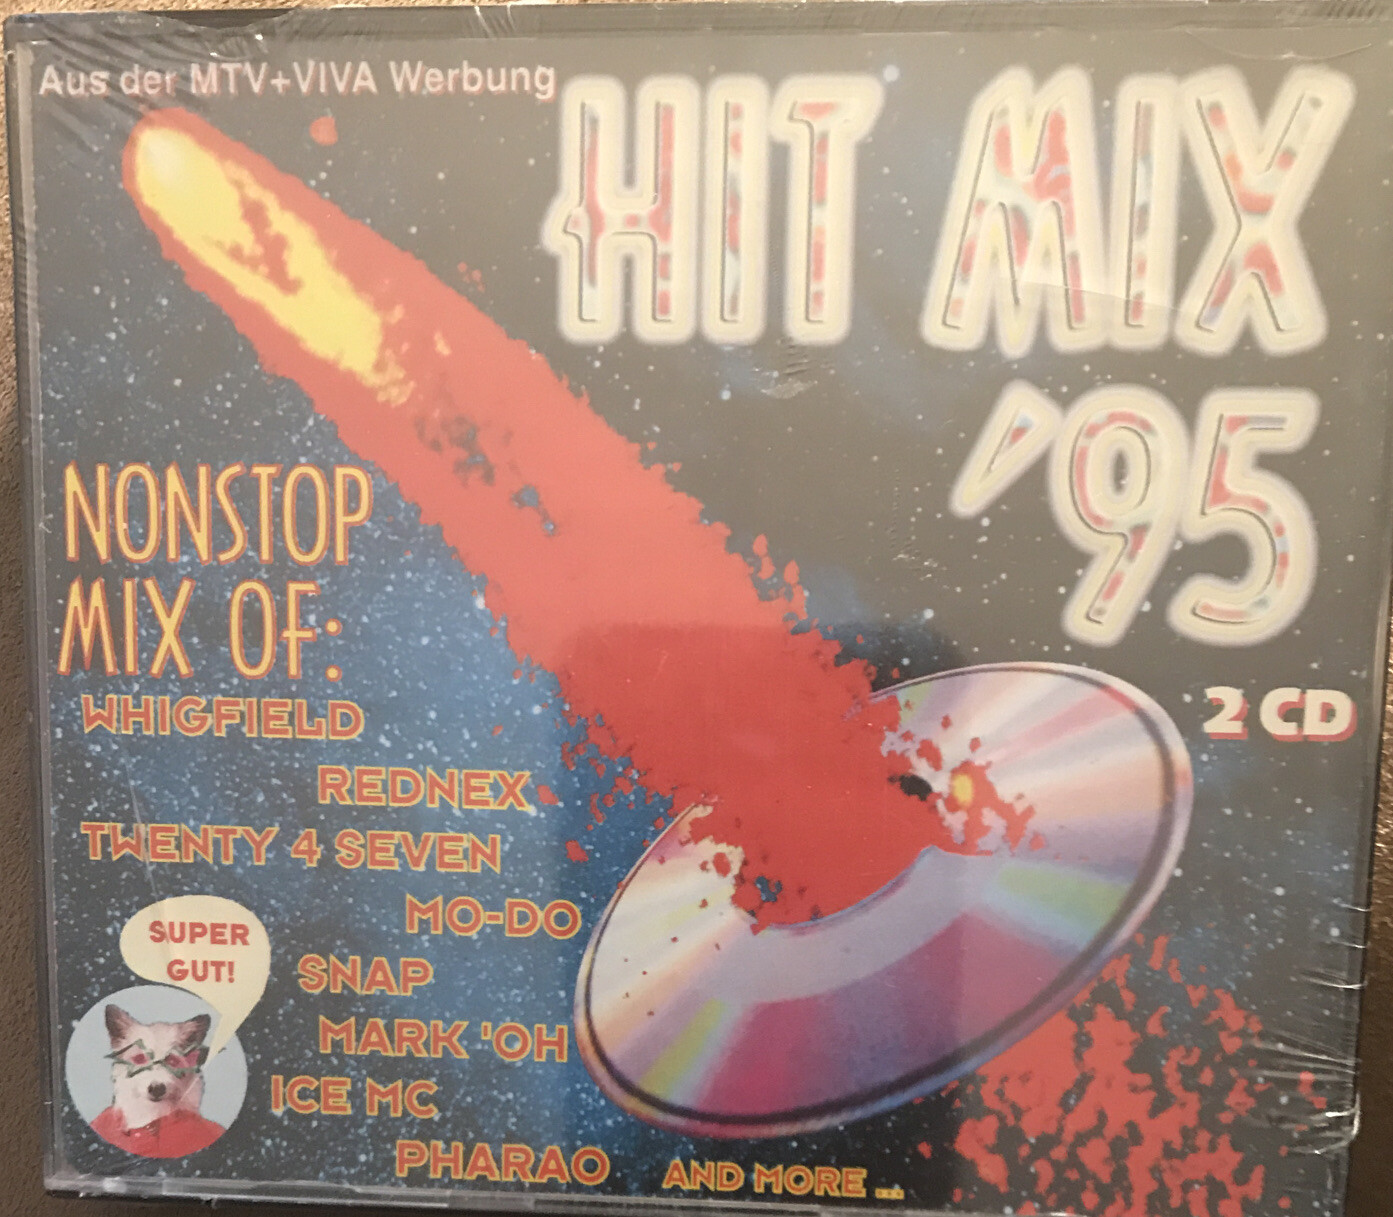 Aus der MTV+VIVA Werbung
HIT MIX
'95
2 CD
NONSTOP
MIX OF:
WHIGFIELD
REDNEX
TWENTY 4 SEVEN
MO-DO
SNAP
MARK 'OH
ICE MC
PHARAO
AND MORE ...
SUPER
GUT!